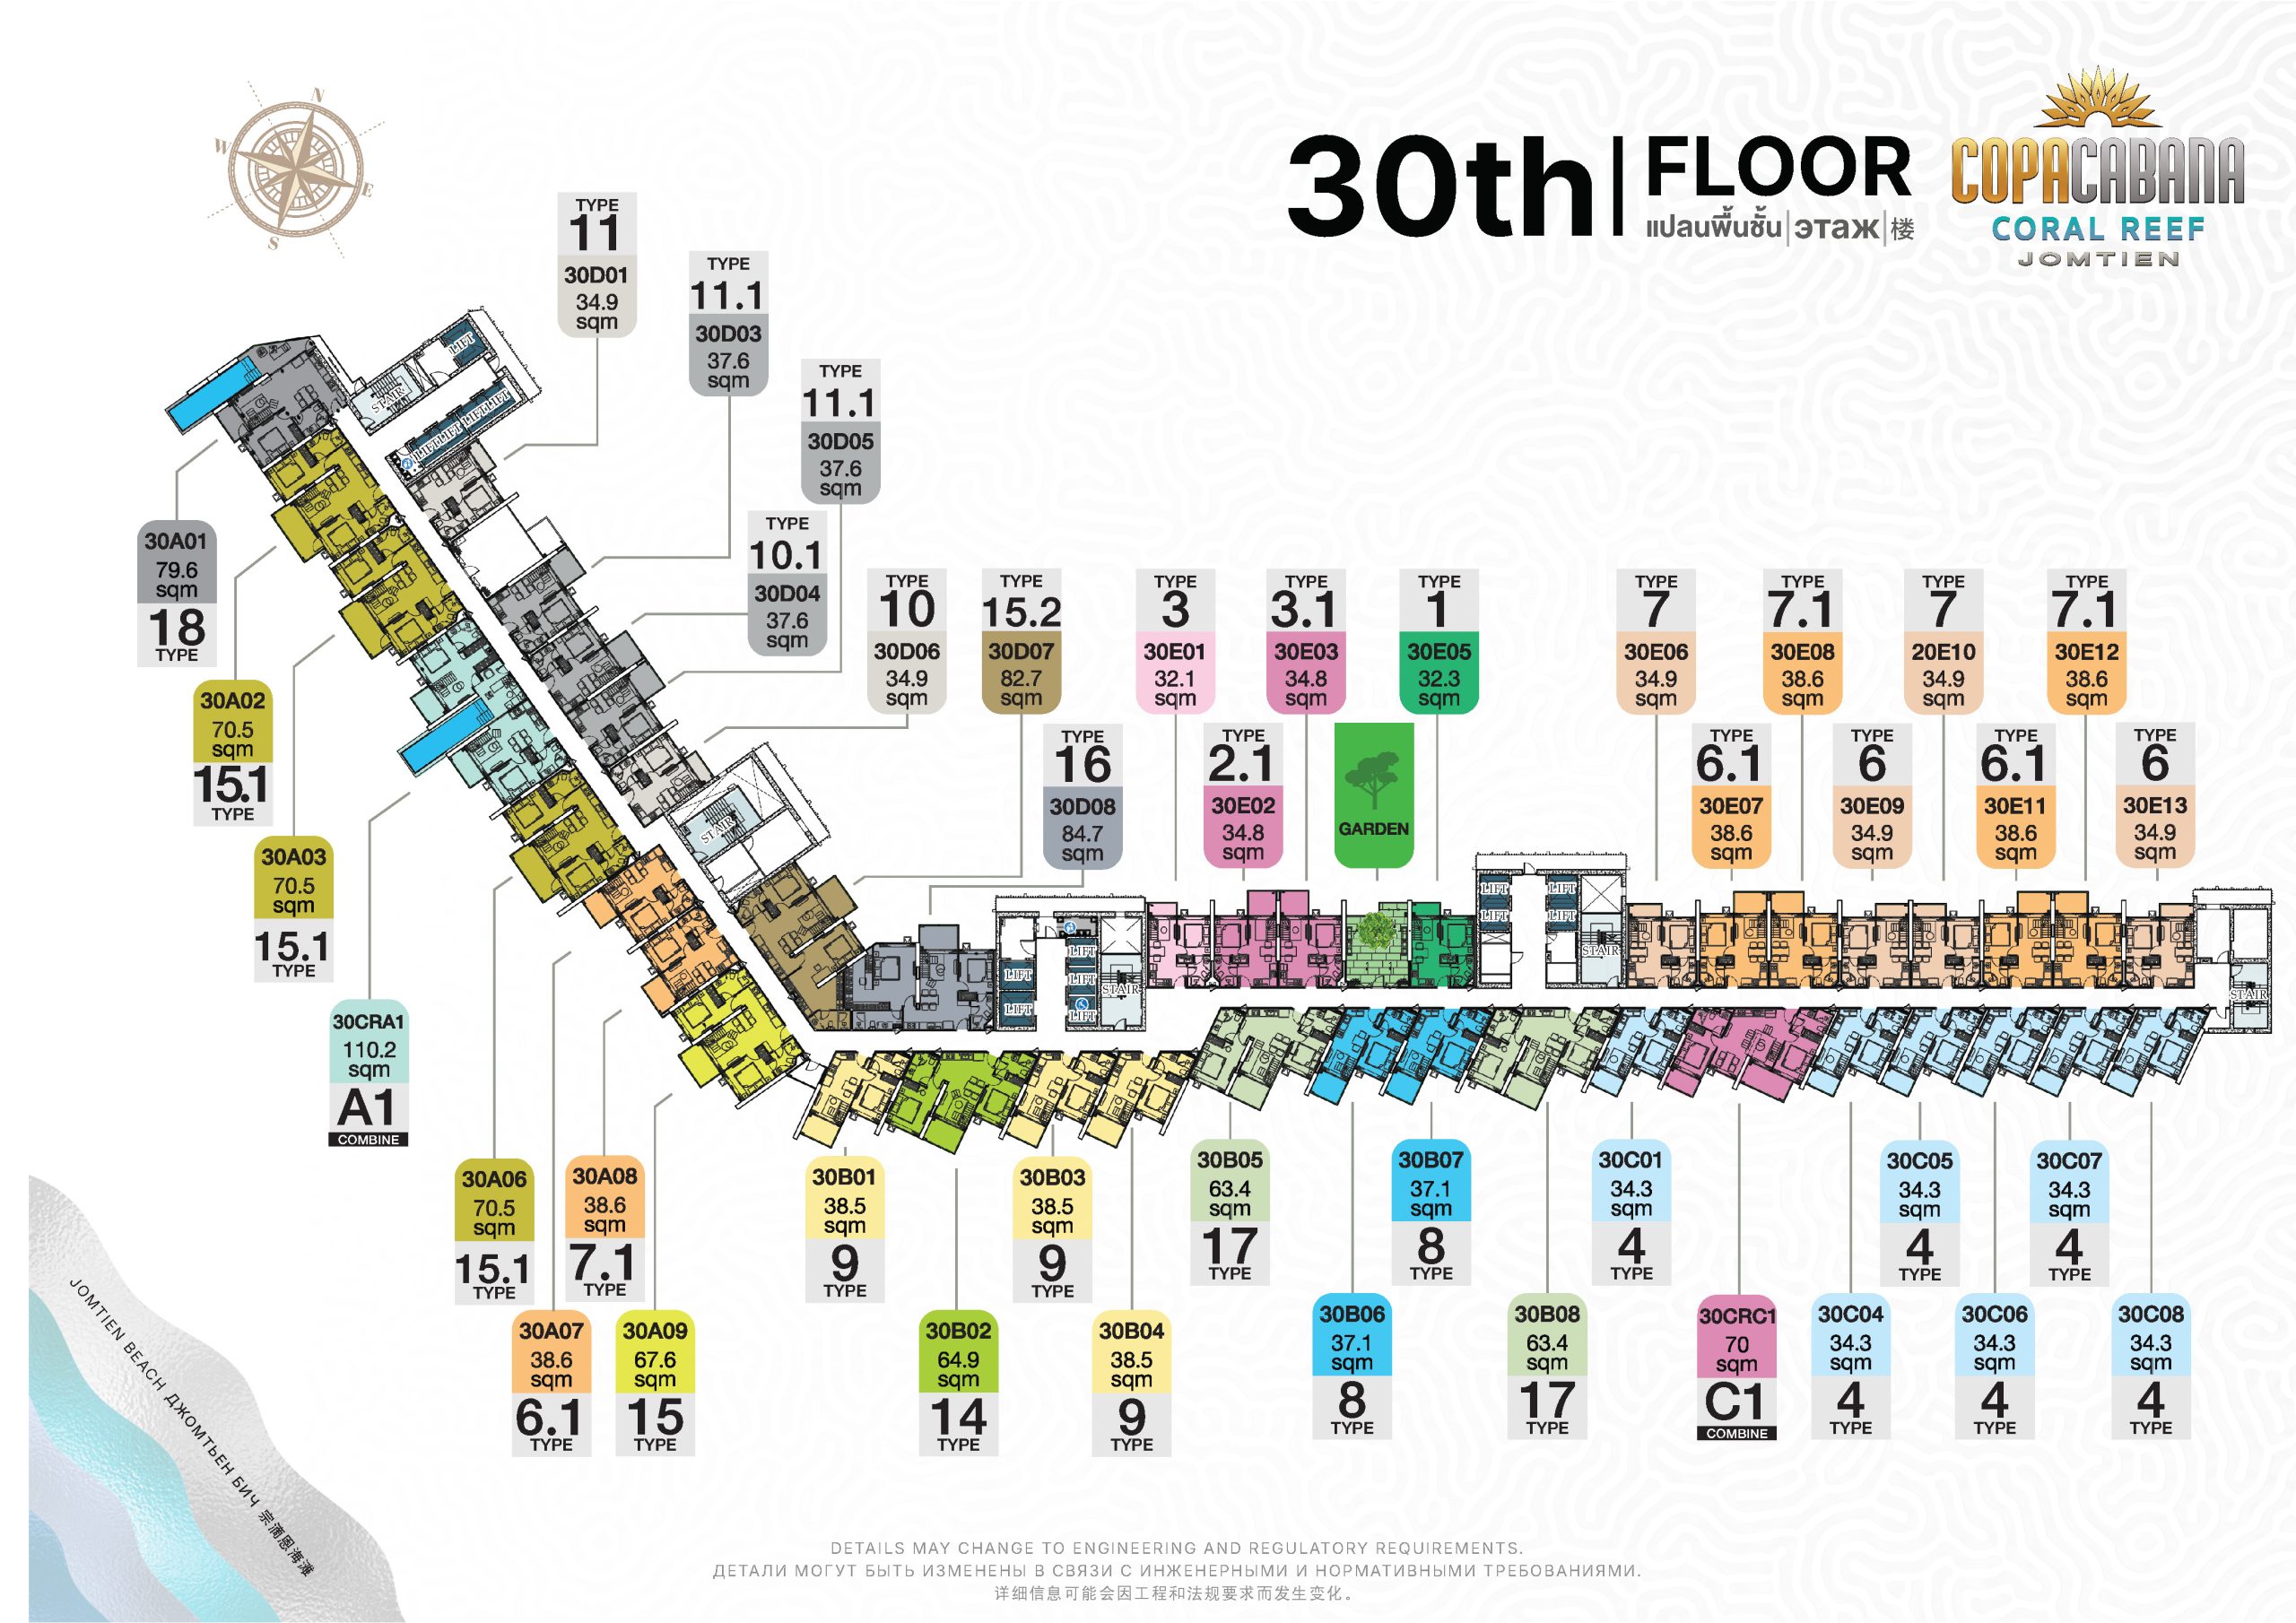 N
W
E
S
30th
FLOOR
แปลนพื้นชั้น
этаж
楼
COPACABANA
CORAL REEF
JOMTIEN
TYPE
11
30D01
34.9
sqm
TYPE
11.1
30D03
37.6
sqm
TYPE
11.1
30D05
37.6
sqm
TYPE
10.1
30D04
37.6
sqm
TYPE
10
30D06
34.9
sqm
TYPE
15.2
30D07
82.7
sqm
TYPE
16
30D08
84.7
sqm
TYPE
3
30E01
32.1
sqm
TYPE
2.1
30E02
34.8
sqm
TYPE
3.1
30E03
34.8
sqm
GARDEN
TYPE
1
30E05
32.3
sqm
TYPE
7
30E06
34.9
sqm
TYPE
6.1
30E07
38.6
sqm
TYPE
7.1
30E08
38.6
sqm
TYPE
6
30E09
34.9
sqm
TYPE
7
20E10
34.9
sqm
TYPE
6.1
30E11
38.6
sqm
TYPE
7.1
30E12
38.6
sqm
TYPE
6
30E13
34.9
sqm
LIFT
STAIR
LIFT
LIFT
LIFT
LIFT
STAIR
LIFT
LIFT
LIFT
LIFT
LIFT
STAIR
LIFT
LIFT
LIFT
LIFT
STAIR
STAIR
30A01
79.6
sqm
18
TYPE
30A02
70.5
sqm
15.1
TYPE
30A03
70.5
sqm
15.1
TYPE
30CRA1
110.2
sqm
A1
COMBINE
30A06
70.5
sqm
15.1
TYPE
30A07
38.6
sqm
6.1
TYPE
30A08
38.6
sqm
7.1
TYPE
30A09
67.6
sqm
15
TYPE
30B01
38.5
sqm
9
TYPE
30B02
64.9
sqm
14
TYPE
30B03
38.5
sqm
9
TYPE
30B04
38.5
sqm
9
TYPE
30B05
63.4
sqm
17
TYPE
30B06
37.1
sqm
8
TYPE
30B07
37.1
sqm
8
TYPE
30B08
63.4
sqm
17
TYPE
30C01
34.3
sqm
4
TYPE
30CRC1
70
sqm
C1
COMBINE
30C04
34.3
sqm
4
TYPE
30C05
34.3
sqm
4
TYPE
30C06
34.3
sqm
4
TYPE
30C07
34.3
sqm
4
TYPE
30C08
34.3
sqm
4
TYPE
JOMTIEN BEACH ДЖОМТЬЕН БИЧ 宗滴恩海滩
DETAILS MAY CHANGE TO ENGINEERING AND REGULATORY REQUIREMENTS.
ДЕТАЛИ МОГУТ БЫТЬ ИЗМЕНЕНЫ В СВЯЗИ С ИНЖЕНЕРНЫМИ И НОРМАТИВНЫМИ ТРЕБОВАНИЯМИ.
详细信息可能会因工程和法规要求而发生变化。